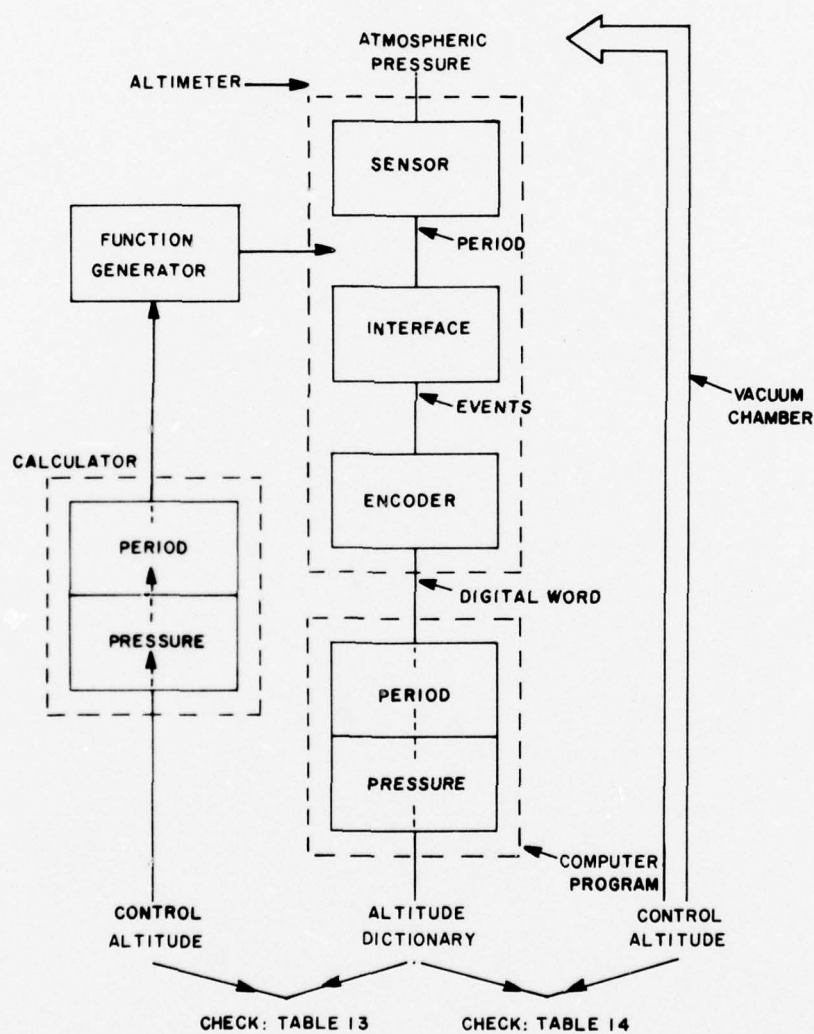 ATMOSPHERIC
PRESSURE
ALTIMETER
SENSOR
PERIOD
FUNCTION
GENERATOR
INTERFACE
EVENTS
VACUUM
CHAMBER
CALCULATOR
ENCODER
PERIOD
PRESSURE
DIGITAL WORD
PERIOD
PRESSURE
COMPUTER
PROGRAM
CONTROL
ALTITUDE
ALTITUDE
DICTIONARY
CONTROL
ALTITUDE
CHECK: TABLE 13
CHECK: TABLE 14